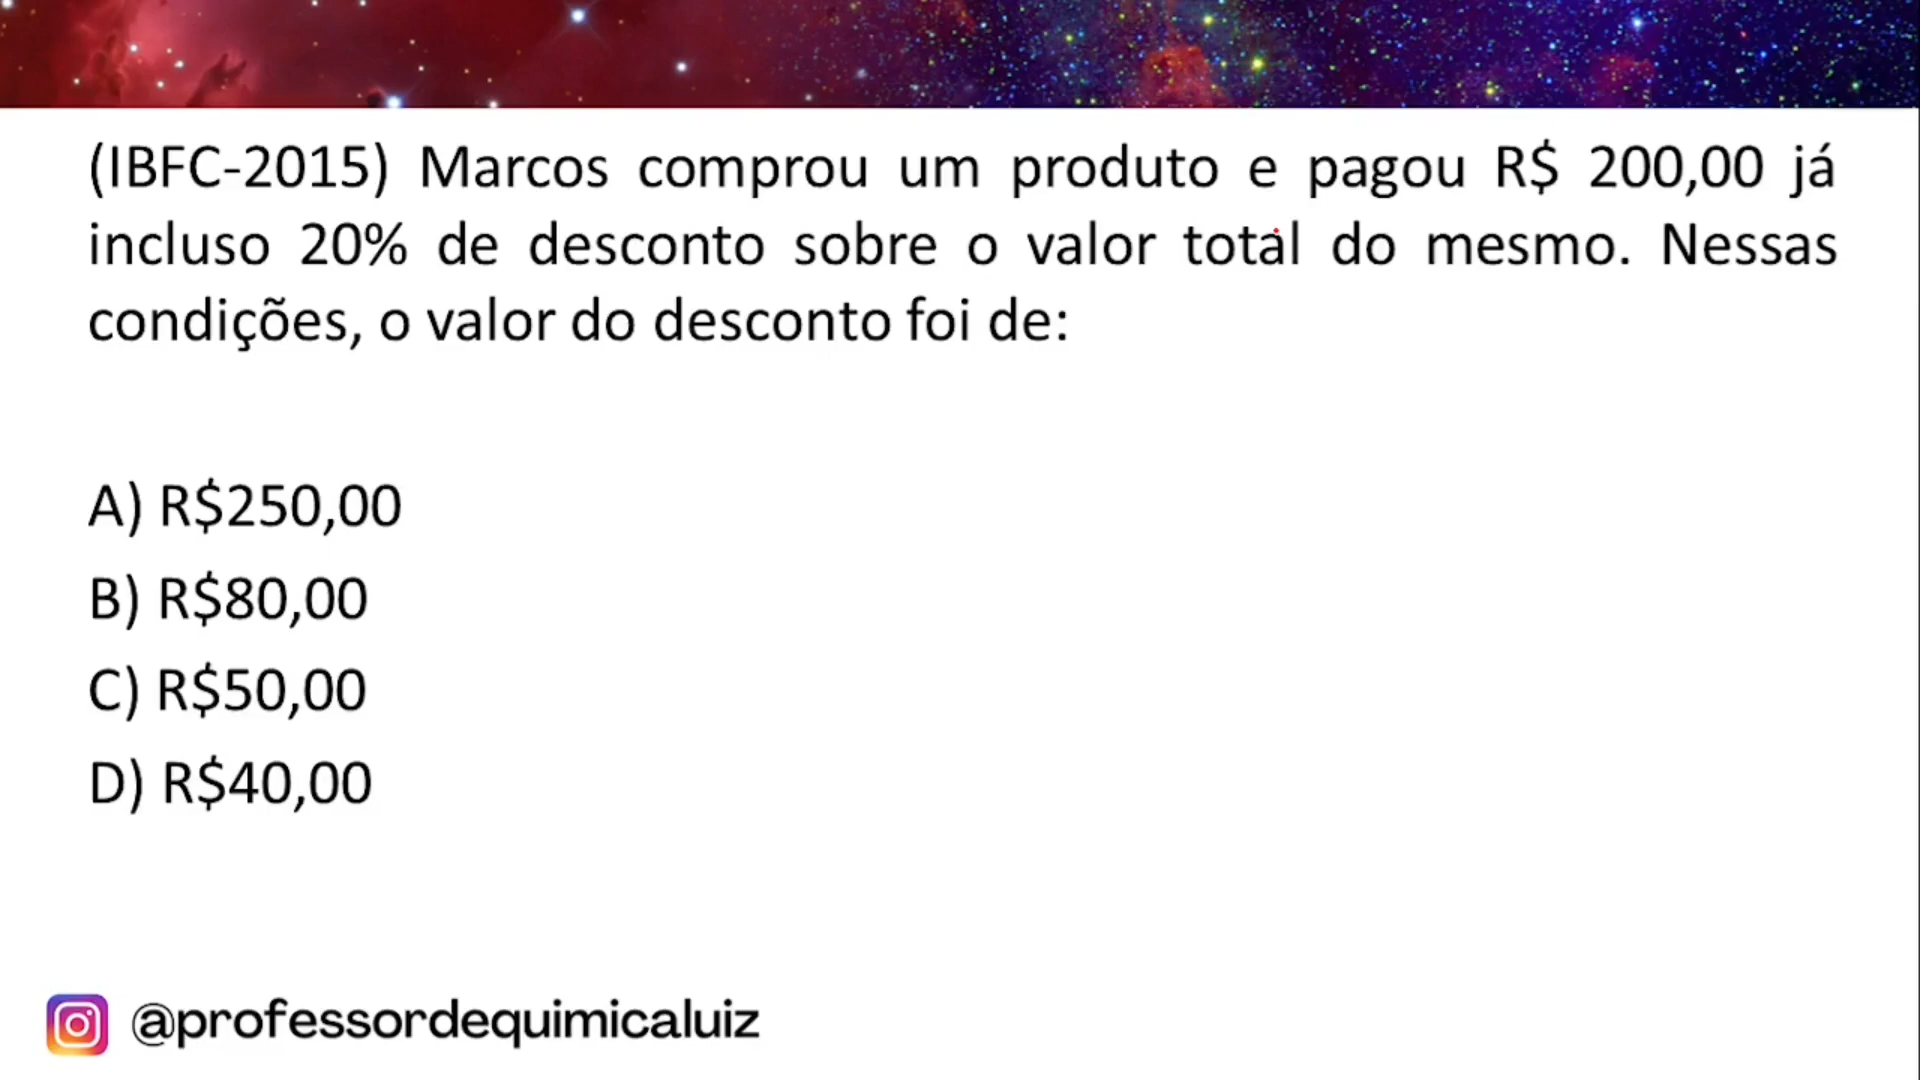 (IBFC-2015) Marcos comprou um produto e pagou R$ 200,00 já
incluso 20% de desconto sobre o valor total do mesmo. Nessas
condições, o valor do desconto foi de:
A) R$250,00
B) R$80,00
C) R$50,00
D) R$40,00
@professordequimicaluiz